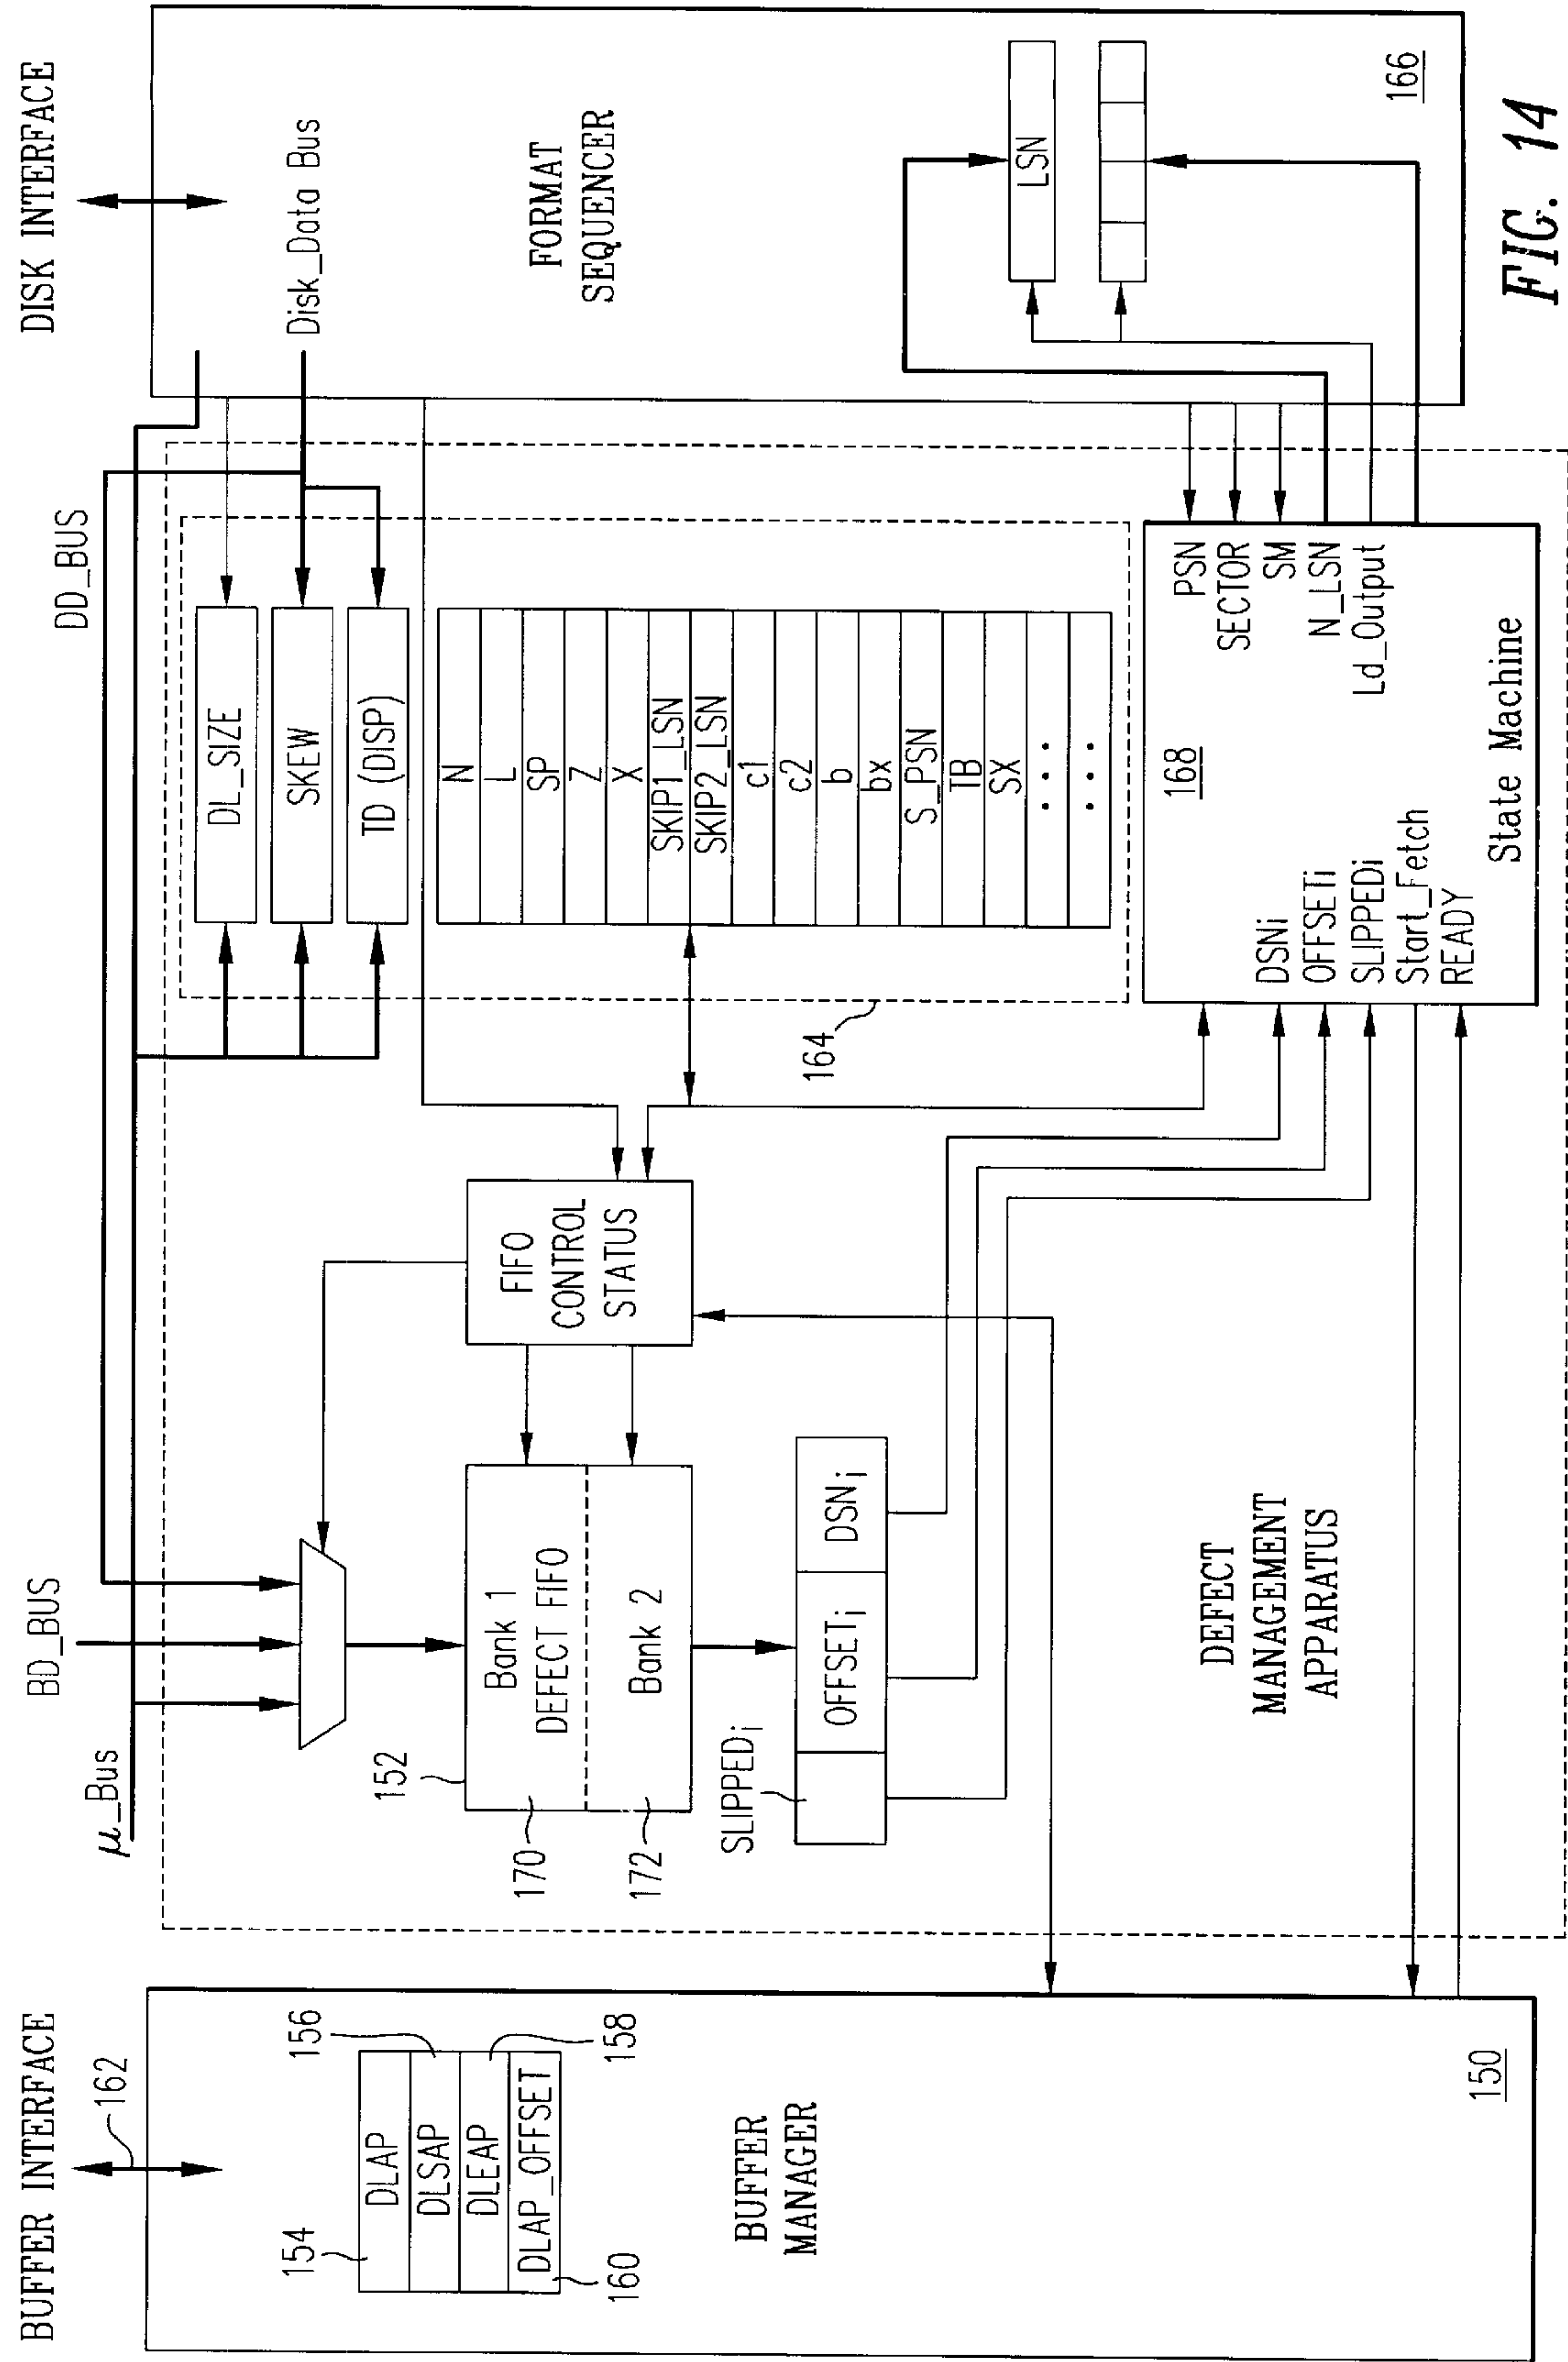 BUFFER INTERFACE
162
154
DLAP
DLSAP
DLEAP
DLAP_OFFSET
156
158
160
BUFFER
MANAGER
150
μ_Bus
BD_BUS
DD_BUS
152
170
172
Bank 1
DEFECT FIFO
Bank 2
FIFO
CONTROL
STATUS
SLIPPEDi
OFFSETi
DSNi
DEFECT
MANAGEMENT
APPARATUS
DL_SIZE
SKEW
TD (DISP)
N
L
SP
Z
X
SKIP1_LSN
SKIP2_LSN
c1
c2
b
bx
S_PSN
TB
SX
...
...
164
168
DSNi
OFFSETi
SLIPPEDi
Start_Fetch
READY
PSN
SECTOR
SM
N_LSN
Ld_Output
State Machine
DISK INTERFACE
Disk_Data Bus
FORMAT
SEQUENCER
LSN
166
FIG. 14